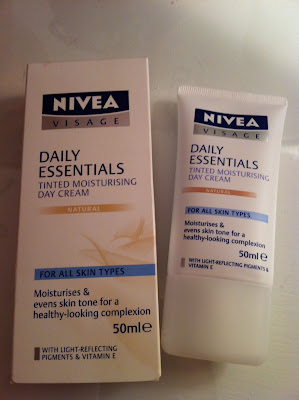 NIVEA
VISAGE
DAILY
ESSENTIALS
TINTED MOISTURISING
DAY CREAM
NATURAL
FOR ALL SKIN TYPES
Moisturises &
evens skin tone for a
healthy-looking complexion
50ml e
WITH LIGHT-REFLECTING
PIGMENTS & VITAMIN E
NIVEA
VISAGE
DAILY
ESSENTIALS
TINTED MOISTURISING
DAY CREAM
NATURAL
FOR ALL SKIN TYPES
Moisturises &
evens skin tone for a
healthy-looking complexion
50ml e
WITH LIGHT-REFLECTING
PIGMENTS &
VITAMIN E